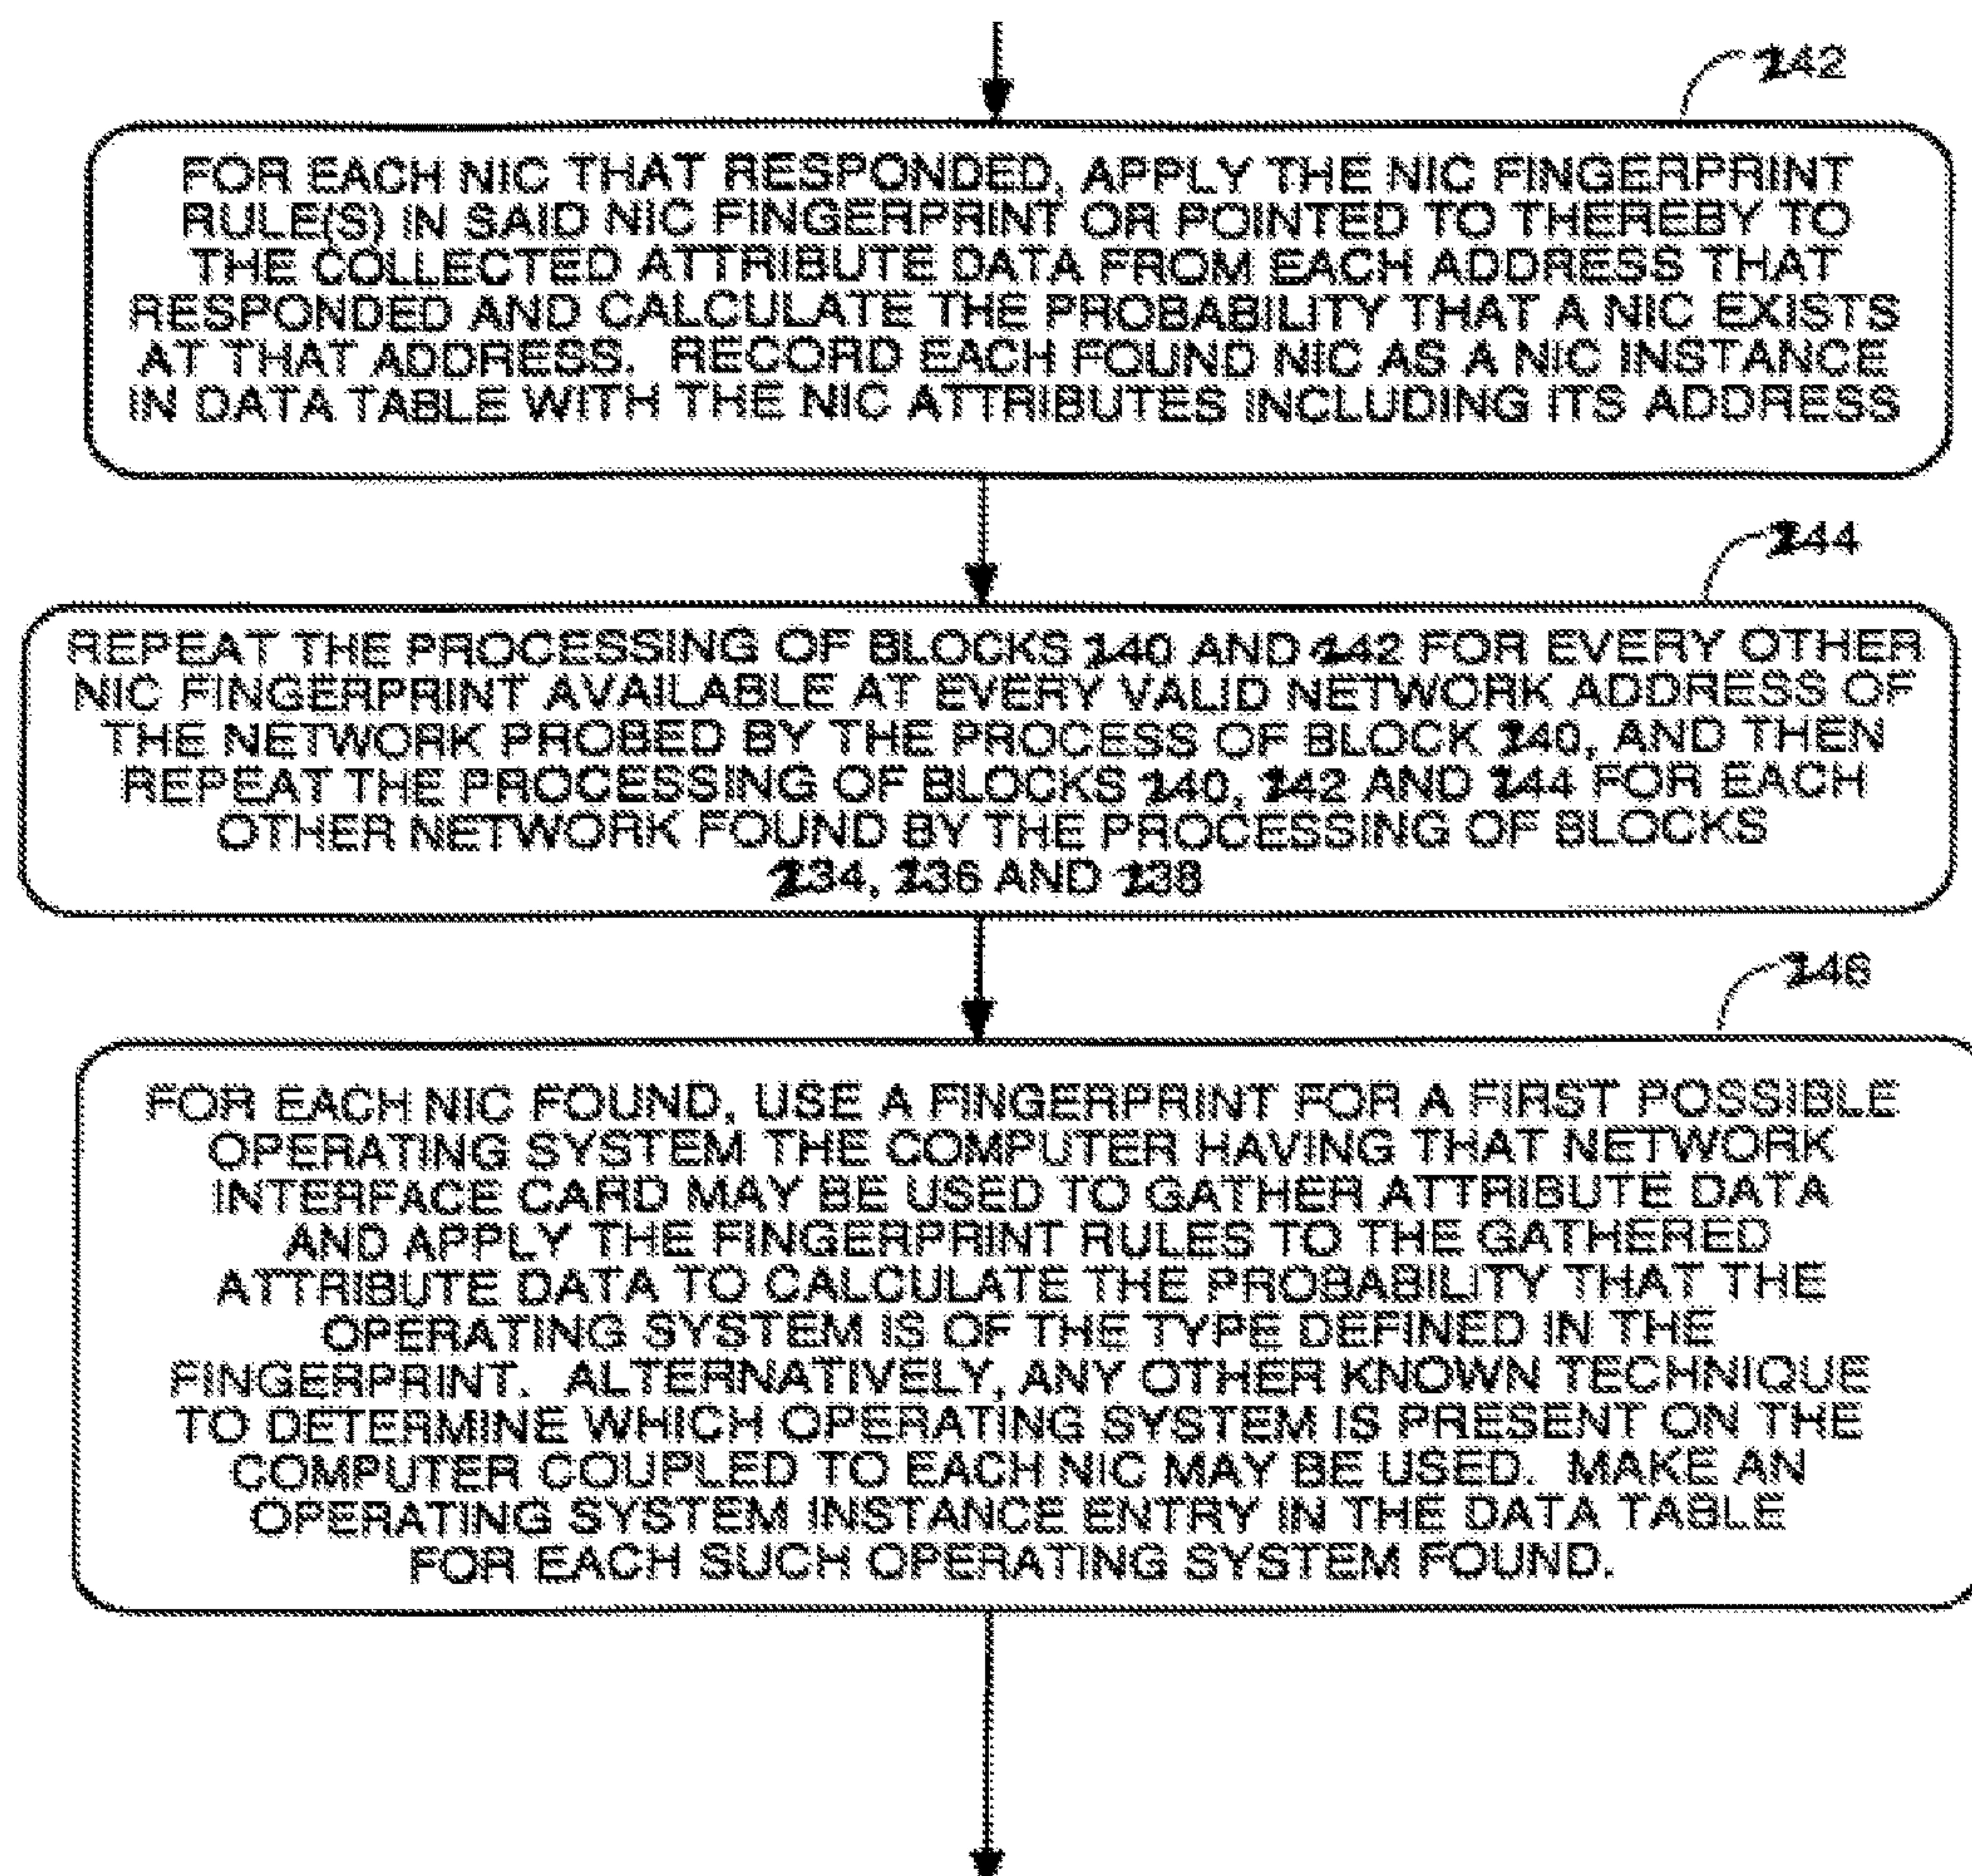 242
FOR EACH NIC THAT RESPONDED, APPLY THE NIC FINGERPRINT
RULE(S) IN SAID NIC FINGERPRINT OR POINTED TO THEREBY TO
THE COLLECTED ATTRIBUTE DATA FROM EACH ADDRESS THAT
RESPONDED AND CALCULATE THE PROBABILITY THAT A NIC EXISTS
AT THAT ADDRESS. RECORD EACH FOUND NIC AS A NIC INSTANCE
IN DATA TABLE WITH THE NIC ATTRIBUTES INCLUDING ITS ADDRESS
244
REPEAT THE PROCESSING OF BLOCKS 240 AND 242 FOR EVERY OTHER
NIC FINGERPRINT AVAILABLE AT EVERY VALID NETWORK ADDRESS OF
THE NETWORK PROBED BY THE PROCESS OF BLOCK 240, AND THEN
REPEAT THE PROCESSING OF BLOCKS 240, 242 AND 244 FOR EACH
OTHER NETWORK FOUND BY THE PROCESSING OF BLOCKS
234, 236 AND 238
FOR EACH NIC FOUND, USE A FINGERPRINT FOR A FIRST POSSIBLE
OPERATING SYSTEM THE COMPUTER HAVING THAT NETWORK
INTERFACE CARD MAY BE USED TO GATHER ATTRIBUTE DATA
AND APPLY THE FINGERPRINT RULES TO THE GATHERED
ATTRIBUTE DATA TO CALCULATE THE PROBABILITY THAT THE
OPERATING SYSTEM IS OF THE TYPE DEFINED IN THE
FINGERPRINT. ALTERNATIVELY, ANY OTHER KNOWN TECHNIQUE
TO DETERMINE WHICH OPERATING SYSTEM IS PRESENT ON THE
COMPUTER COUPLED TO EACH NIC MAY BE USED. MAKE AN
OPERATING SYSTEM INSTANCE ENTRY IN THE DATA TABLE
FOR EACH SUCH OPERATING SYSTEM FOUND.